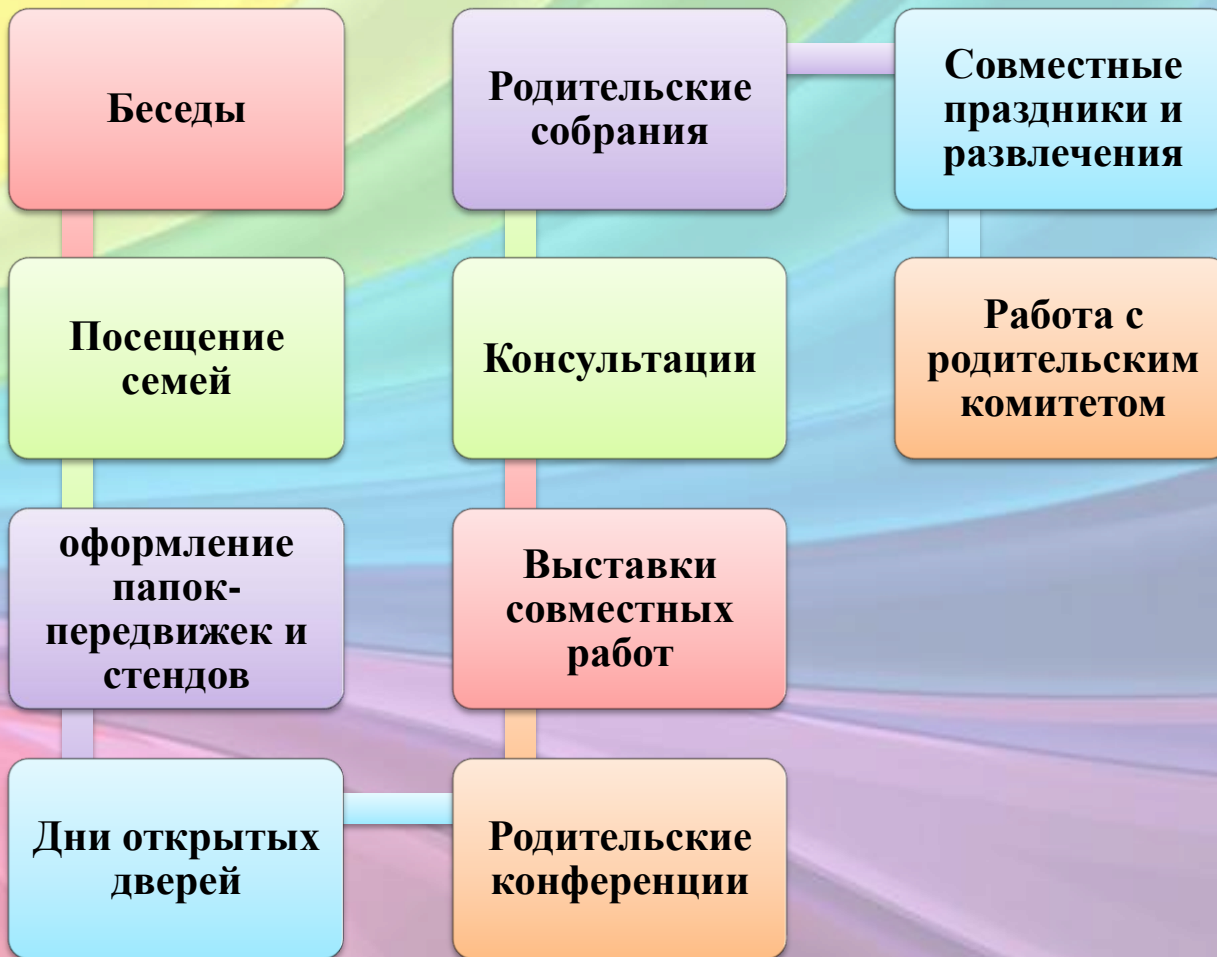 Беседы
Посещение
семей
оформление
папок-
передвижек и
стендов
Дни открытых
дверей
Родительские
конференции
Выставки
совместных
работ
Консультации
Родительские
собрания
Совместные
праздники и
развлечения
Работа с
родительским
комитетом